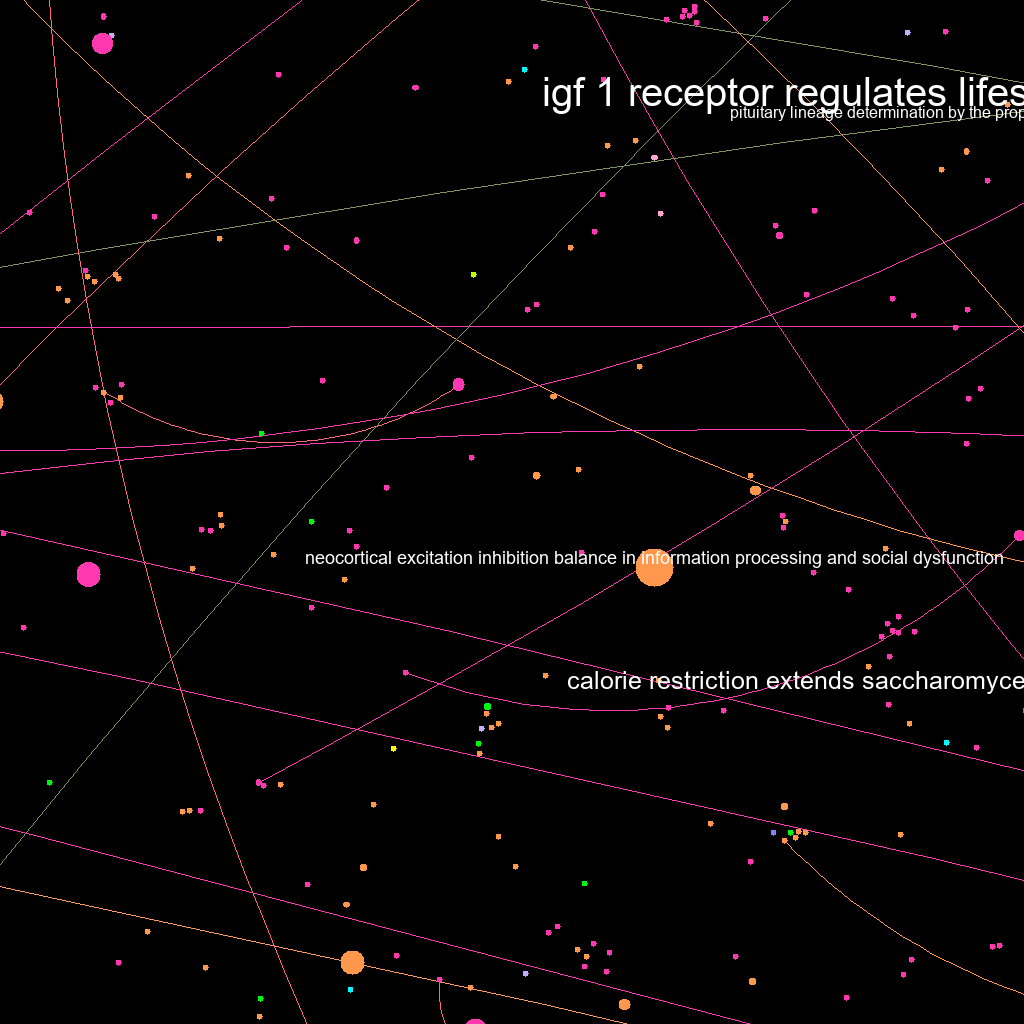 igf 1 receptor regulates lifes
pituitary lineage determination by the prop
neocortical excitation inhibition balance in information processing and social dysfunction
calorie restriction extends saccharomyce